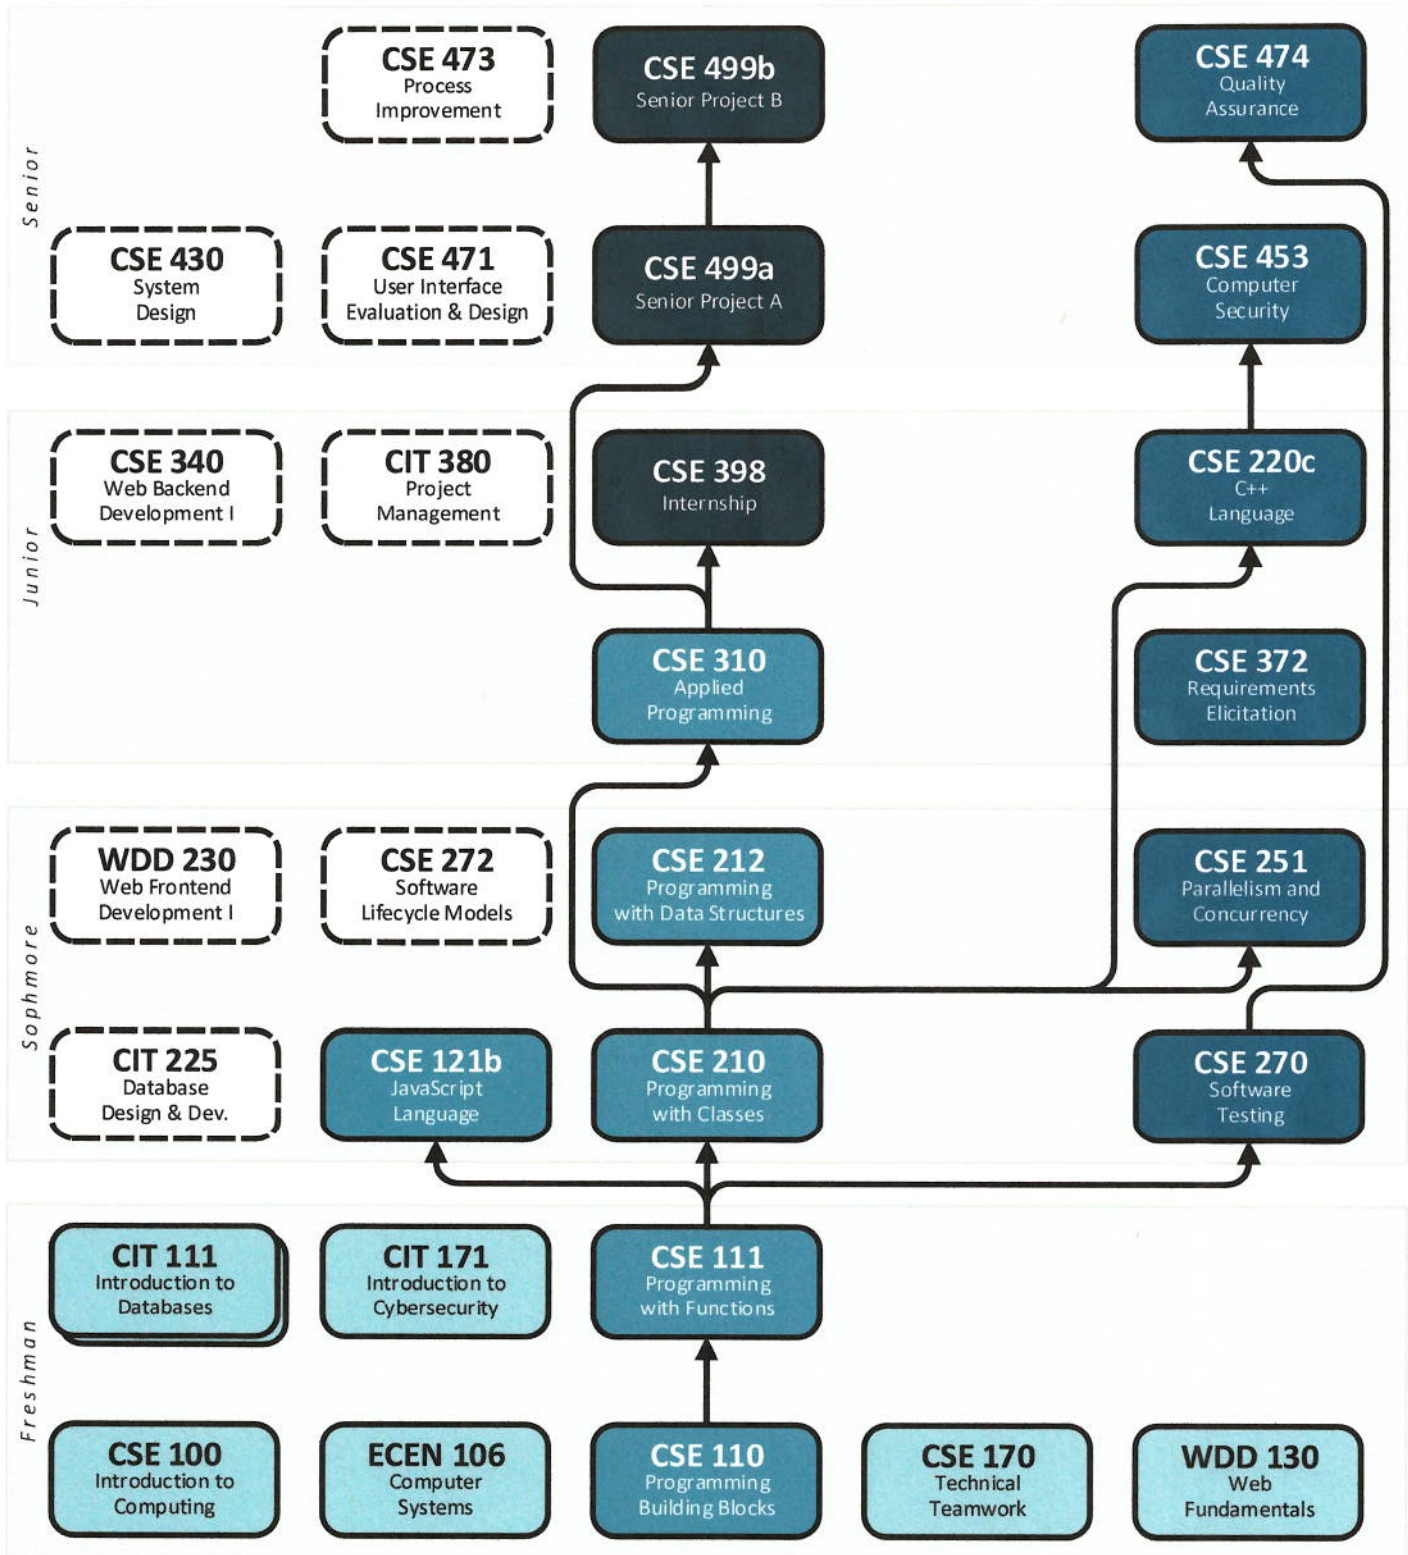 CSE 473
Process
Improvement
CSE 499b
Senior Project B
CSE 474
Quality
Assurance
Senior
CSE 430
System
Design
CSE 471
User Interface
Evaluation & Design
CSE 499a
Senior Project A
CSE 453
Computer
Security
CSE 340
Web Backend
Development I
CIT 380
Project
Management
CSE 398
Internship
CSE 220c
C++
Language
Junior
CSE 310
Applied
Programming
CSE 372
Requirements
Elicitation
WDD 230
Web Frontend
Development I
CSE 272
Software
Lifecycle Models
CSE 212
Programming
with Data Structures
CSE 251
Parallelism and
Concurrency
Sophmore
CIT 225
Database
Design & Dev.
CSE 121b
JavaScript
Language
CSE 210
Programming
with Classes
CSE 270
Software
Testing
CIT 111
Introduction to
Databases
CIT 171
Introduction to
Cybersecurity
CSE 111
Programming
with Functions
Freshman
CSE 100
Introduction to
Computing
ECEN 106
Computer
Systems
CSE 110
Programming
Building Blocks
CSE 170
Technical
Teamwork
WDD 130
Web
Fundamentals